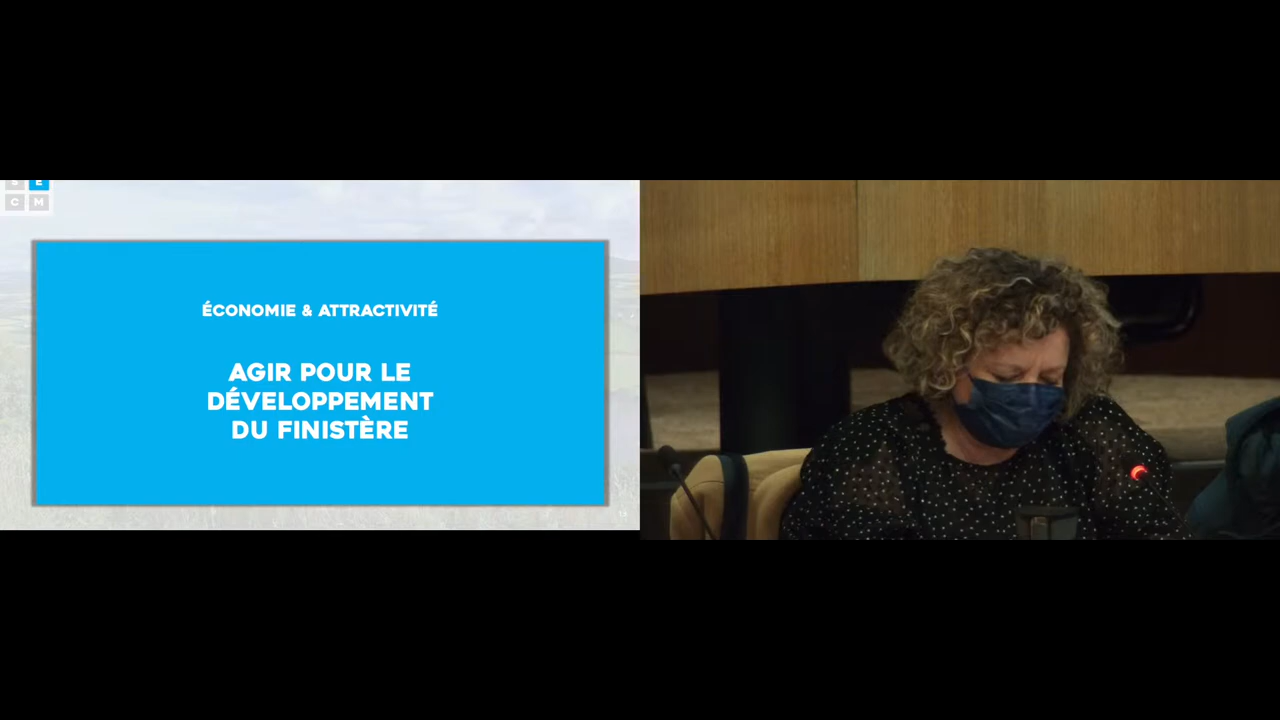 E
C M
ÉCONOMIE & ATTRACTIVITÉ
AGIR POUR LE
DÉVELOPPEMENT
DU FINISTÈRE